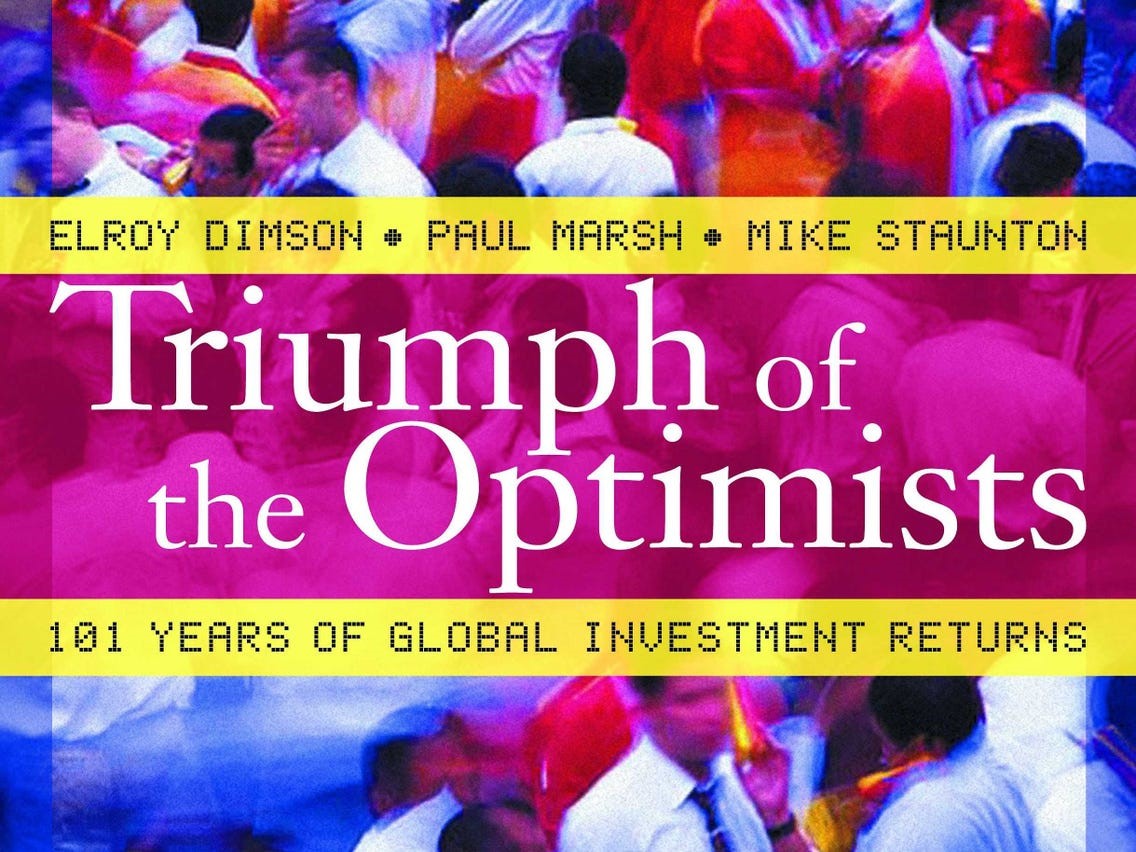 ELROY DIMSON • PAUL MARSH • MIKE STAUNTON
Triumph of
the Optimists
101 YEARS OF GLOBAL INVESTMENT RETURNS